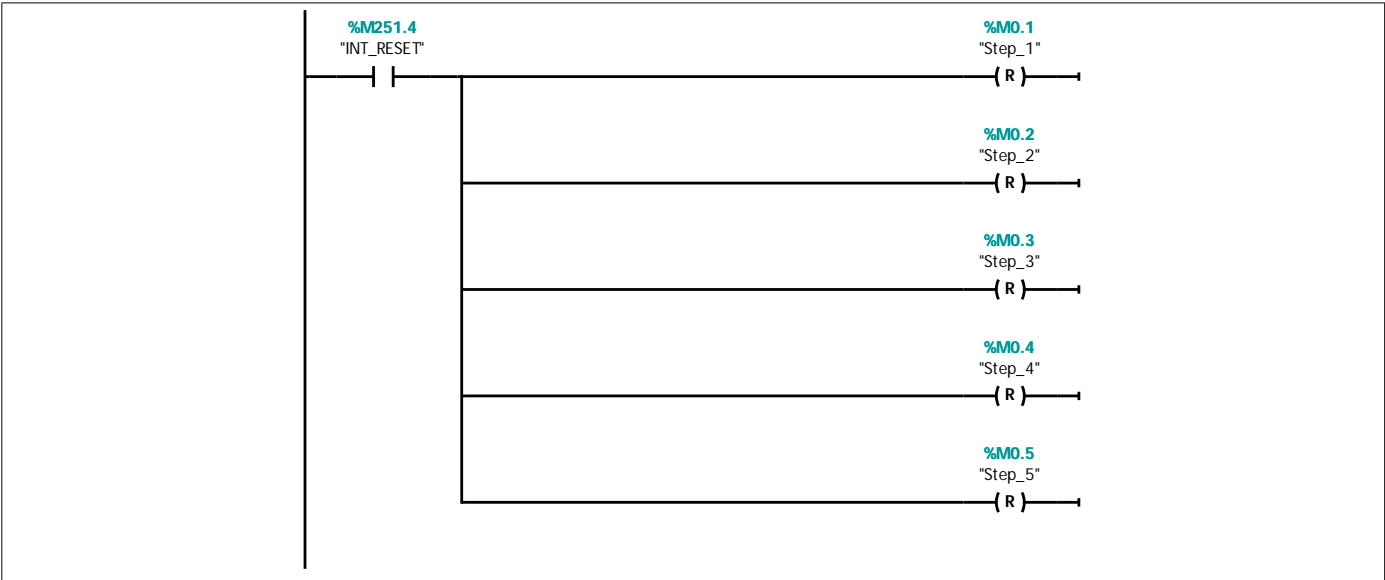 %M251.4
"INT_RESET"
%M0.1
"Step_1"
( R )
%M0.2
"Step_2"
( R )
%M0.3
"Step_3"
( R )
%M0.4
"Step_4"
( R )
%M0.5
"Step_5"
( R )